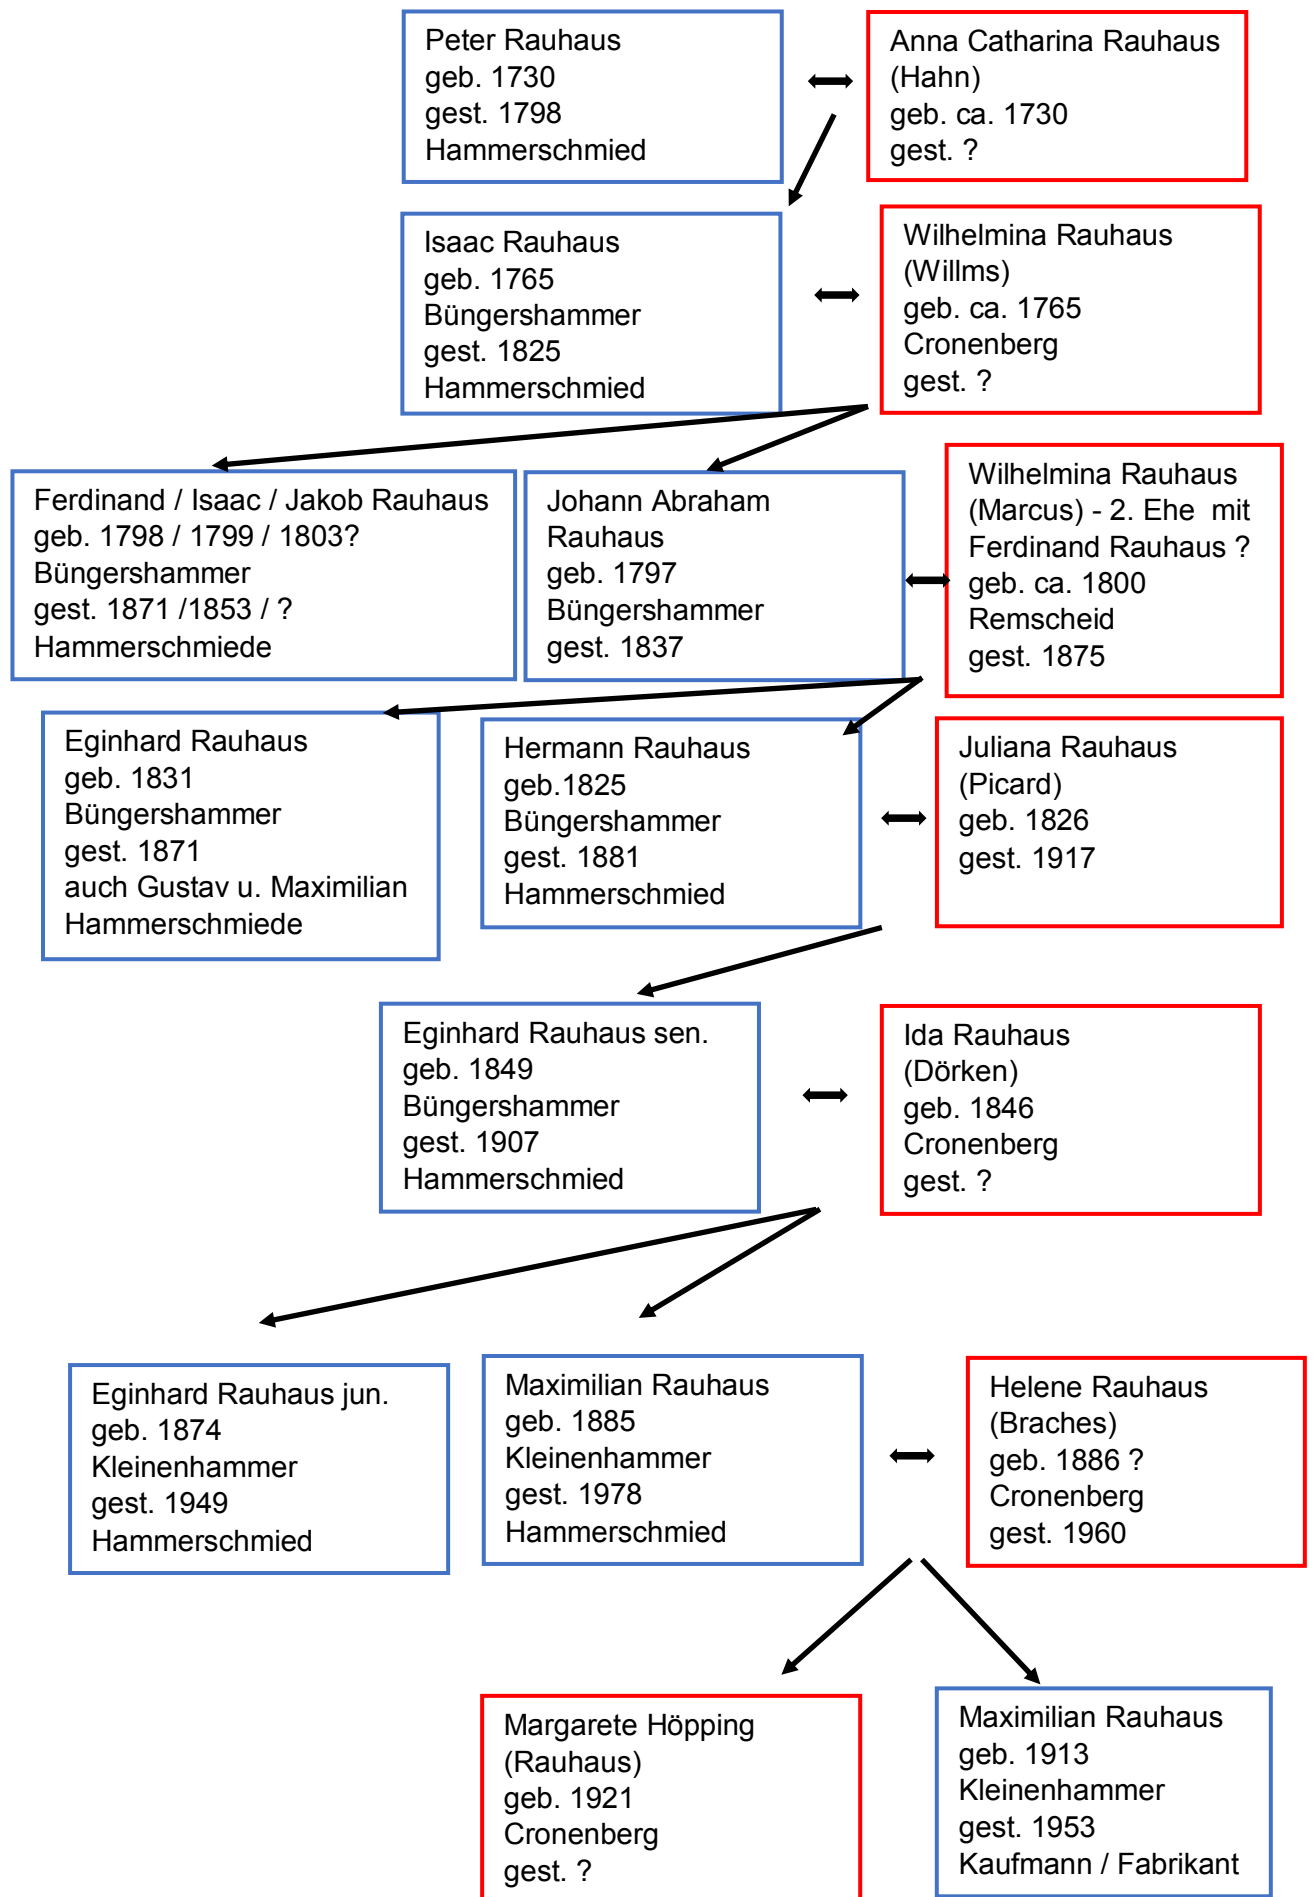 Peter Rauhaus
geb. 1730
gest. 1798
Hammerschmied
Anna Catharina Rauhaus
(Hahn)
geb. ca. 1730
gest. ?
Isaac Rauhaus
geb. 1765
Büngershammer
gest. 1825
Hammerschmied
Wilhelmina Rauhaus
(Willms)
geb. ca. 1765
Cronenberg
gest. ?
Ferdinand / Isaac / Jakob Rauhaus
geb. 1798 / 1799 / 1803?
Büngershammer
gest. 1871 /1853 / ?
Hammerschmiede
Johann Abraham
Rauhaus
geb. 1797
Büngershammer
gest. 1837
Wilhelmina Rauhaus
(Marcus) - 2. Ehe mit
Ferdinand Rauhaus ?
geb. ca. 1800
Remscheid
gest. 1875
Eginhard Rauhaus
geb. 1831
Büngershammer
gest. 1871
auch Gustav u. Maximilian
Hammerschmiede
Hermann Rauhaus
geb.1825
Büngershammer
gest. 1881
Hammerschmied
Juliana Rauhaus
(Picard)
geb. 1826
gest. 1917
Eginhard Rauhaus sen.
geb. 1849
Büngershammer
gest. 1907
Hammerschmied
Ida Rauhaus
(Dörken)
geb. 1846
Cronenberg
gest. ?
Eginhard Rauhaus jun.
geb. 1874
Kleinenhammer
gest. 1949
Hammerschmied
Maximilian Rauhaus
geb. 1885
Kleinenhammer
gest. 1978
Hammerschmied
Helene Rauhaus
(Braches)
geb. 1886 ?
Cronenberg
gest. 1960
Margarete Höpping
(Rauhaus)
geb. 1921
Cronenberg
gest. ?
Maximilian Rauhaus
geb. 1913
Kleinenhammer
gest. 1953
Kaufmann / Fabrikant